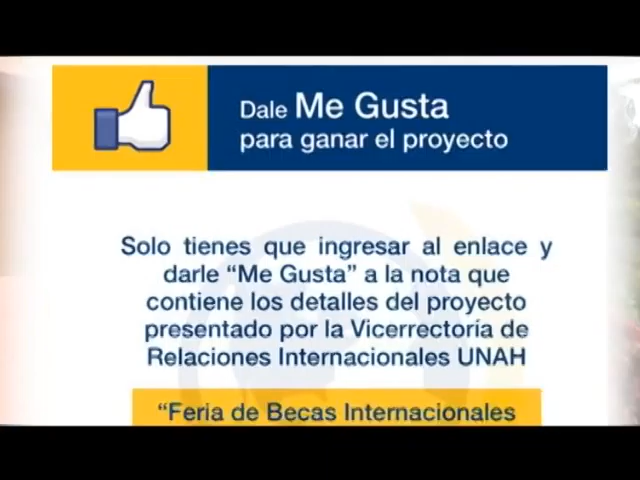 Dale Me Gusta
para ganar el proyecto
Solo tienes que ingresar al enlace y
darle “Me Gusta” a la nota que
contiene los detalles del proyecto
presentado por la Vicerrectoría de
Relaciones Internacionales UNAH
“Feria de Becas Internacionales